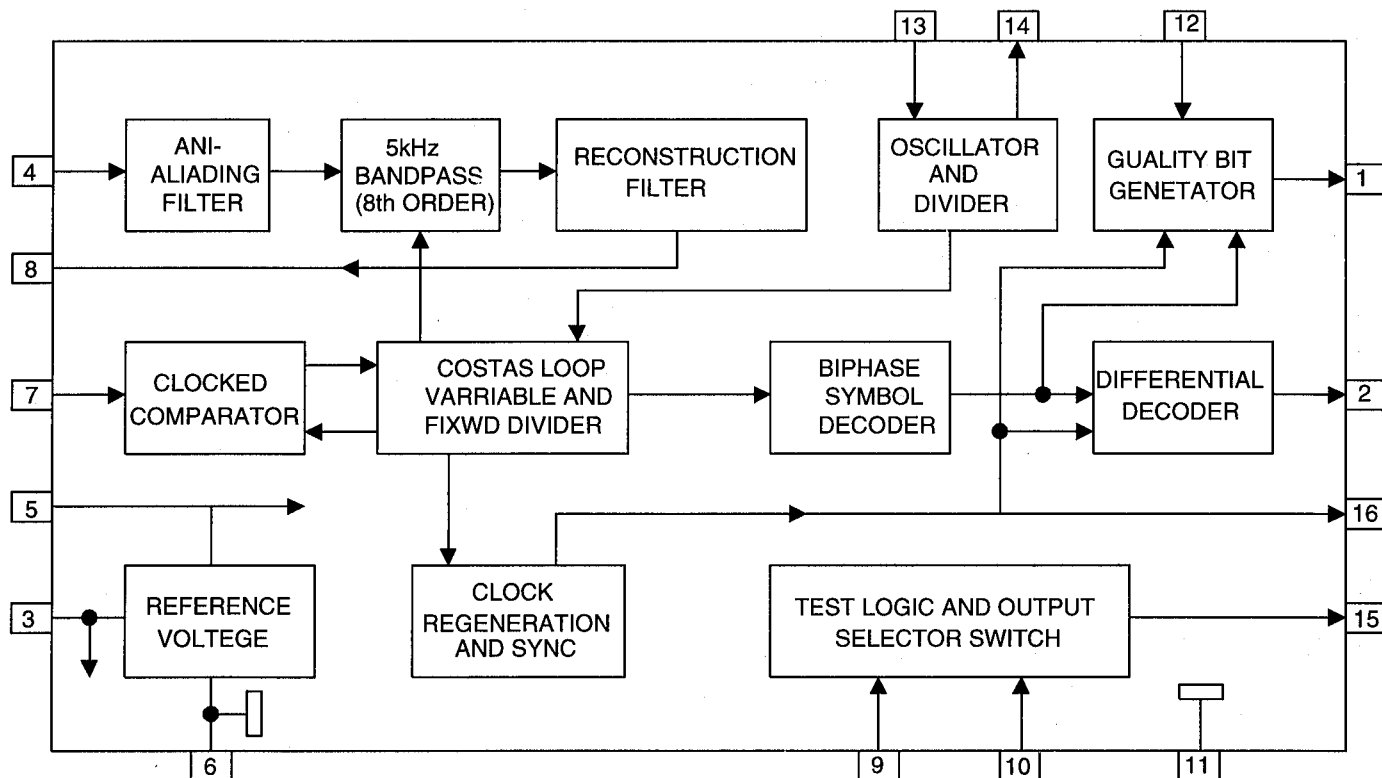 13
14
12
4
ANI-
ALIADING
FILTER
5kHz
BANDPASS
(8th ORDER)
RECONSTRUCTION
FILTER
OSCILLATOR
AND
DIVIDER
GUALITY BIT
GENETATOR
1
8
7
CLOCKED
COMPARATOR
COSTAS LOOP
VARRIABLE AND
FIXWD DIVIDER
BIPHASE
SYMBOL
DECODER
DIFFERENTIAL
DECODER
2
5
16
3
REFERENCE
VOLTEGE
CLOCK
REGENERATION
AND SYNC
TEST LOGIC AND OUTPUT
SELECTOR SWITCH
15
6
9
10
11